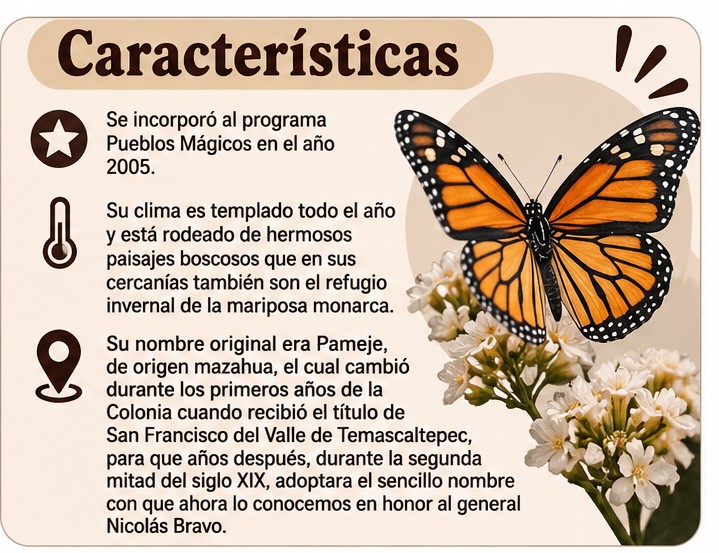 Características
Se incorporó al programa
Pueblos Mágicos en el año
2005.
Su clima es templado todo el año
y está rodeado de hermosos
paisajes boscosos que en sus
cercanías también son el refugio
invernal de la mariposa monarca.
Su nombre original era Pameje,
de origen mazahua, el cual cambió
durante los primeros años de la
Colonia cuando recibió el título de
San Francisco del Valle de Temascaltepec,
para que años después, durante la segunda
mitad del siglo XIX, adoptara el sencillo nombre
con que ahora lo conocemos en honor al general
Nicolás Bravo.